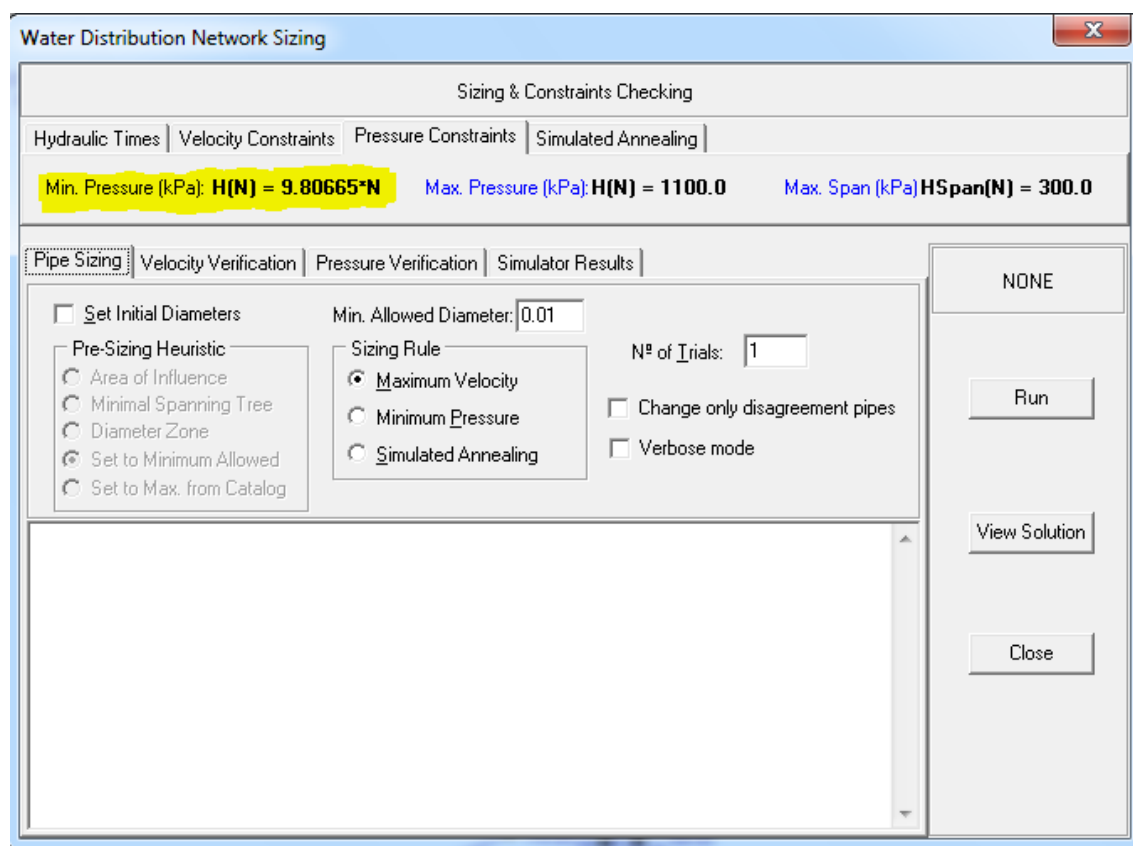 Water Distribution Network Sizing
x
Sizing & Constraints Checking
Hydraulic Times Velocity Constraints Pressure Constraints Simulated Annealing
Min. Pressure (kPa): H(N) = 9.80665*N Max. Pressure (kPa): H(N) = 1100.0 Max. Span (kPa) HSpan(N) = 300.0
Pipe Sizing Velocity Verification Pressure Verification Simulator Results
NONE
Set Initial Diameters Min. Allowed Diameter: 0.01
Pre-Sizing Heuristic Sizing Rule Nº of Trials: 1
Area of Influence Maximum Velocity
Minimal Spanning Tree Minimum Pressure Change only disagreement pipes
Diameter Zone
Set to Minimum Allowed Simulated Annealing Verbose mode
Set to Max. from Catalog
Run
View Solution
Close